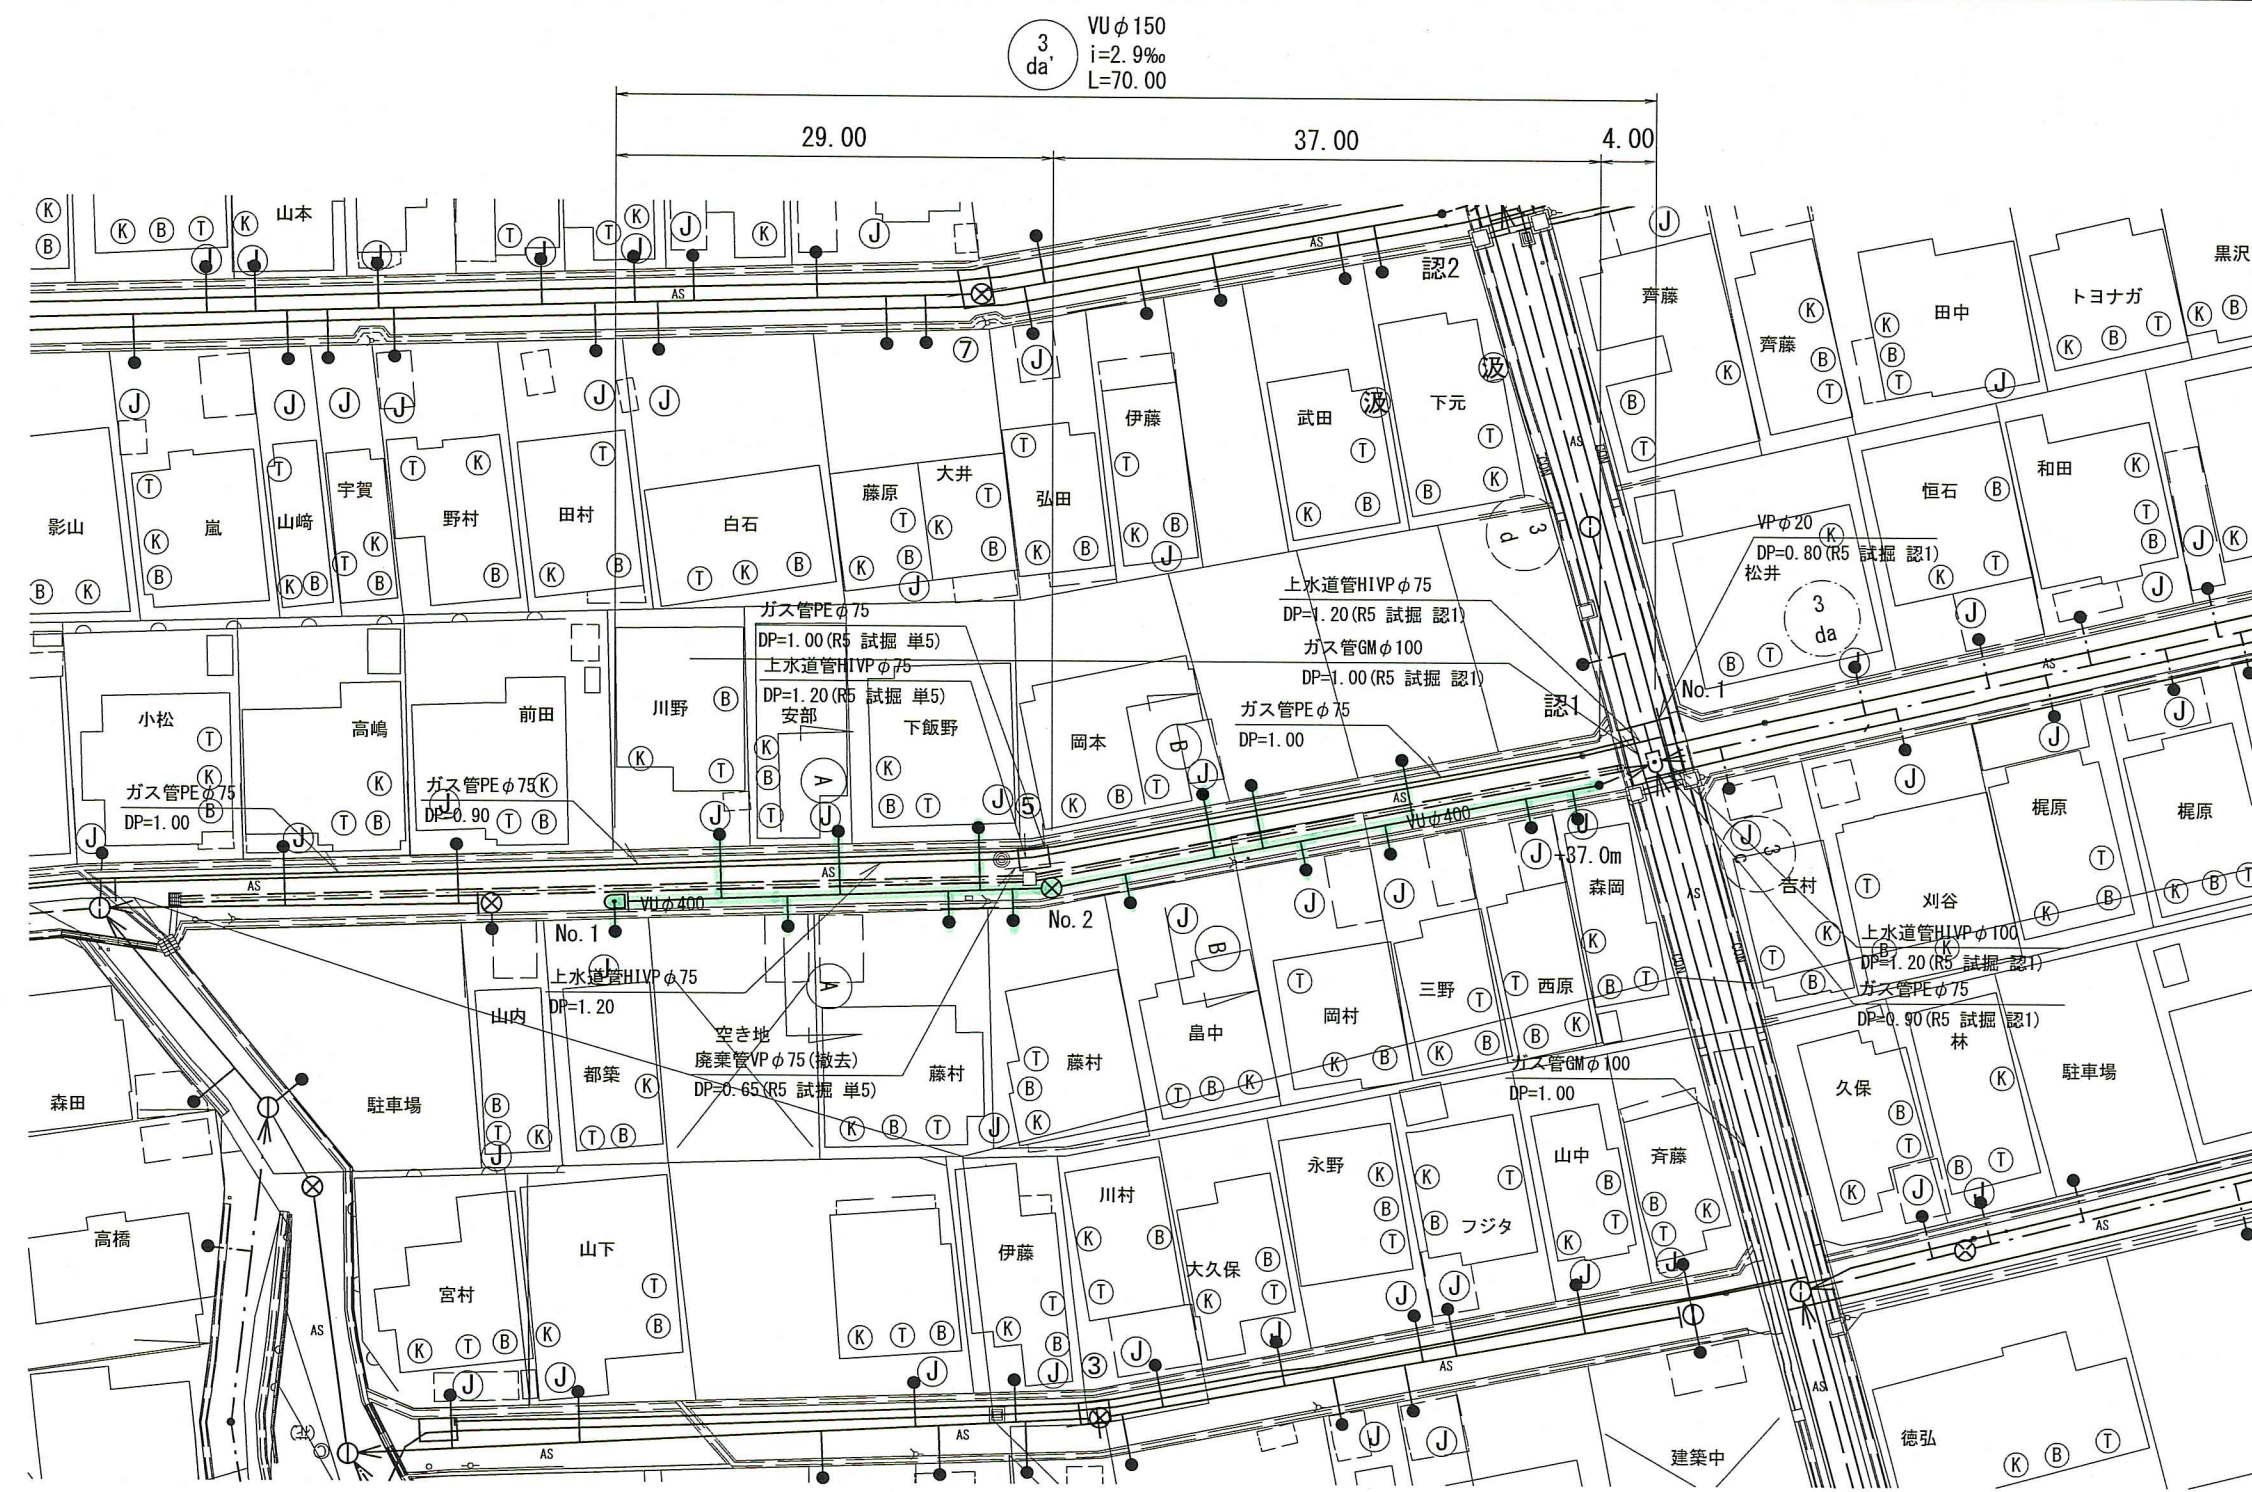 3
da'
VUφ150
i=2.9‰
L=70.00
29.00
37.00
4.00
山本
認2
齊藤
齊藤
田中
トヨナガ
黒沢
⑦
影山
嵐
山﨑
宇賀
野村
田村
白石
藤原
大井
弘田
伊藤
武田
汲
下元
汲
3
d
恒石
和田
VPφ20
DP=0.80(R5 試掘 認1)
松井
3
da
上水道管HIVPφ75
DP=1.20(R5 試掘 認1)
ガス管GMφ100
DP=1.00(R5 試掘 認1)
ガス管PEφ75
DP=1.00(R5 試掘 単5)
上水道管HIVPφ75
DP=1.20(R5 試掘 単5)
認1
No.1
小松
高嶋
前田
川野
安部
下飯野
岡本
ガス管PEφ75
DP=1.00
ガス管PEφ75
DP=1.00
ガス管PEφ75
DP=0.90
A
B
⑤
AS
VUφ400
+37.0m
森岡
3
c
吉村
刈谷
梶原
梶原
VUφ400
No.1
No.2
上水道管HIVPφ75
DP=1.20
A
B
山内
都築
空き地
廃棄管VPφ75(撤去)
DP=0.65(R5 試掘 単5)
藤村
藤村
畠中
岡村
三野
西原
上水道管HIVPφ100
DP=1.20(R5 試掘 認1)
ガス管PEφ75
DP=0.90(R5 試掘 認1)
林
ガス管GMφ100
DP=1.00
森田
駐車場
久保
駐車場
高橋
宮村
山下
伊藤
川村
大久保
永野
フジタ
山中
斉藤
③
AS
CON
建築中
徳弘